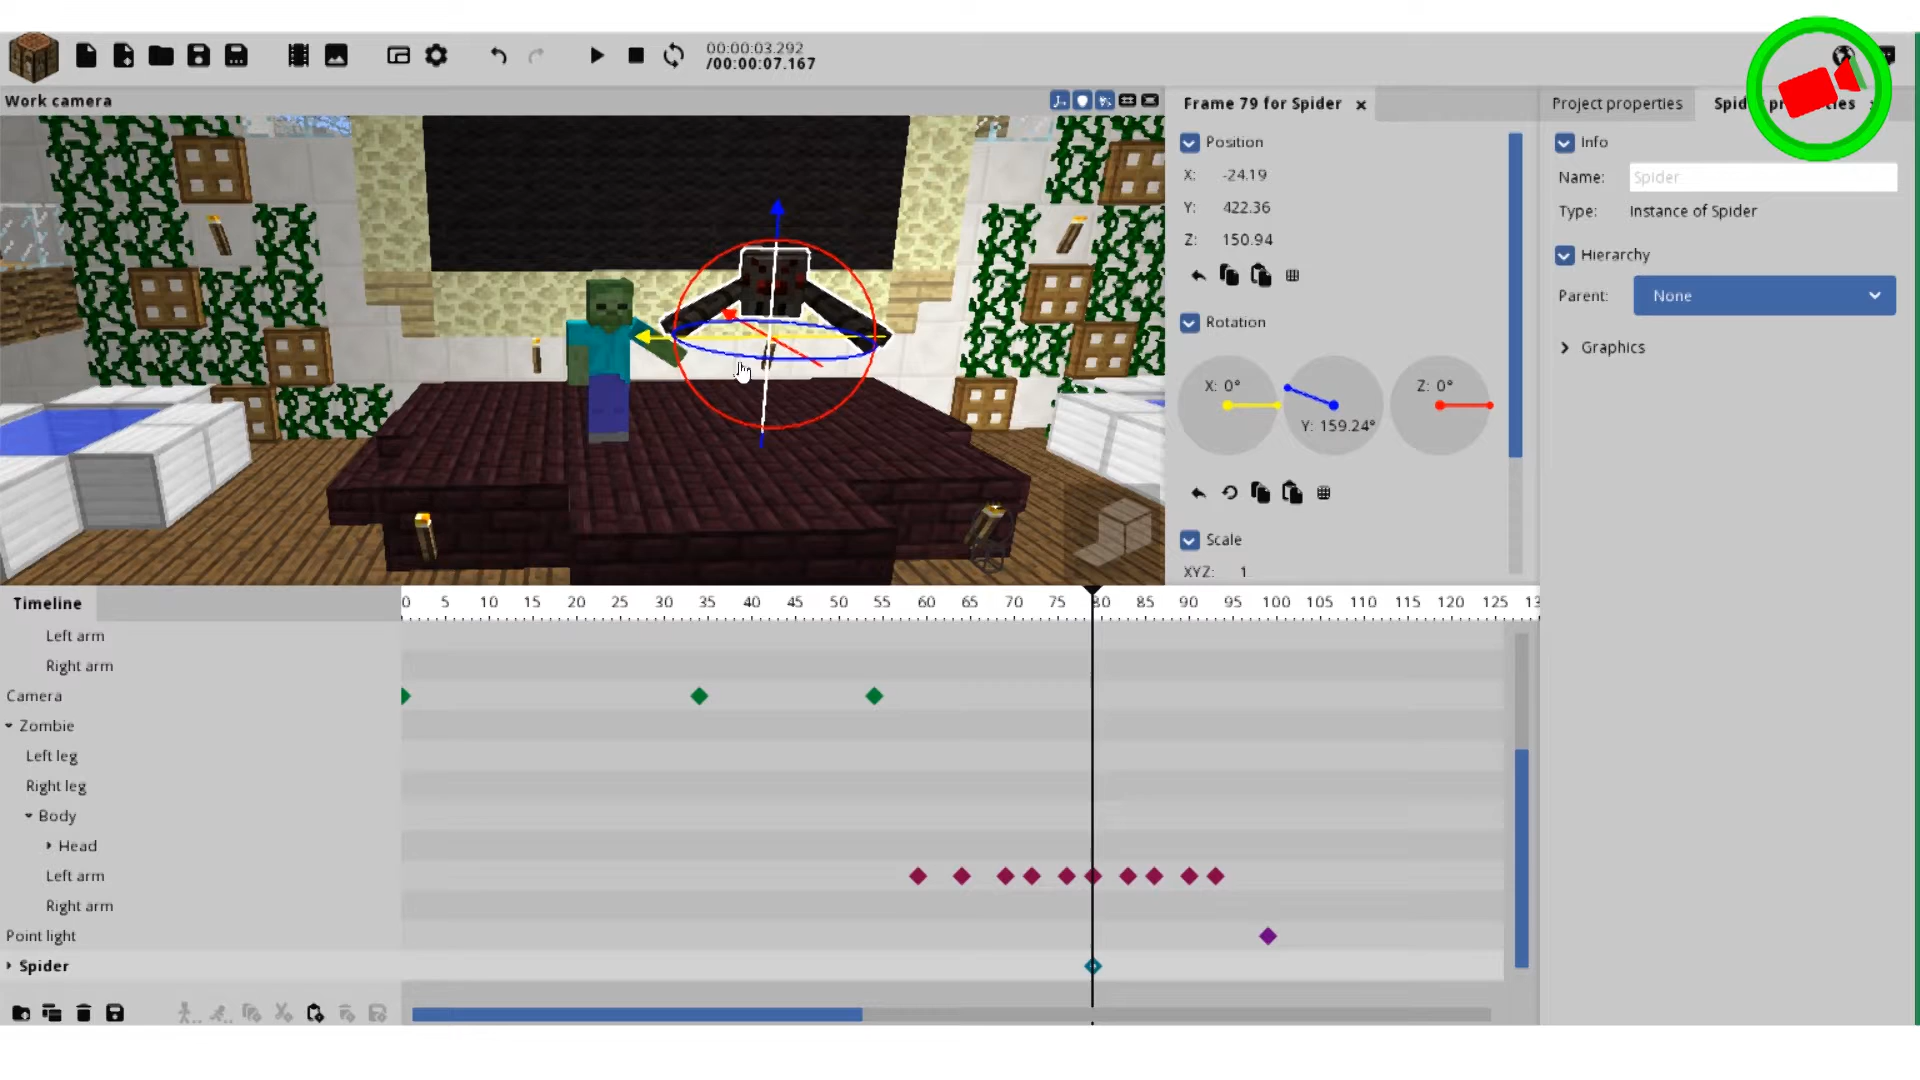 00:00:03.292
/00:00:07.167
Work camera
Frame 79 for Spider
Project properties
Position
Info
X: -24.19
Name: Spider
Y: 422.36
Type: Instance of Spider
Z: 150.94
Hierarchy
Parent: None
Rotation
Graphics
X: 0°
Y: 159.24°
Z: 0°
Scale
XYZ: 1
Timeline
0 5 10 15 20 25 30 35 40 45 50 55 60 65 70 75 80 85 90 95 100 105 110 115 120 125 13
Left arm
Right arm
Camera
Zombie
Left leg
Right leg
Body
Head
Left arm
Right arm
Point light
Spider